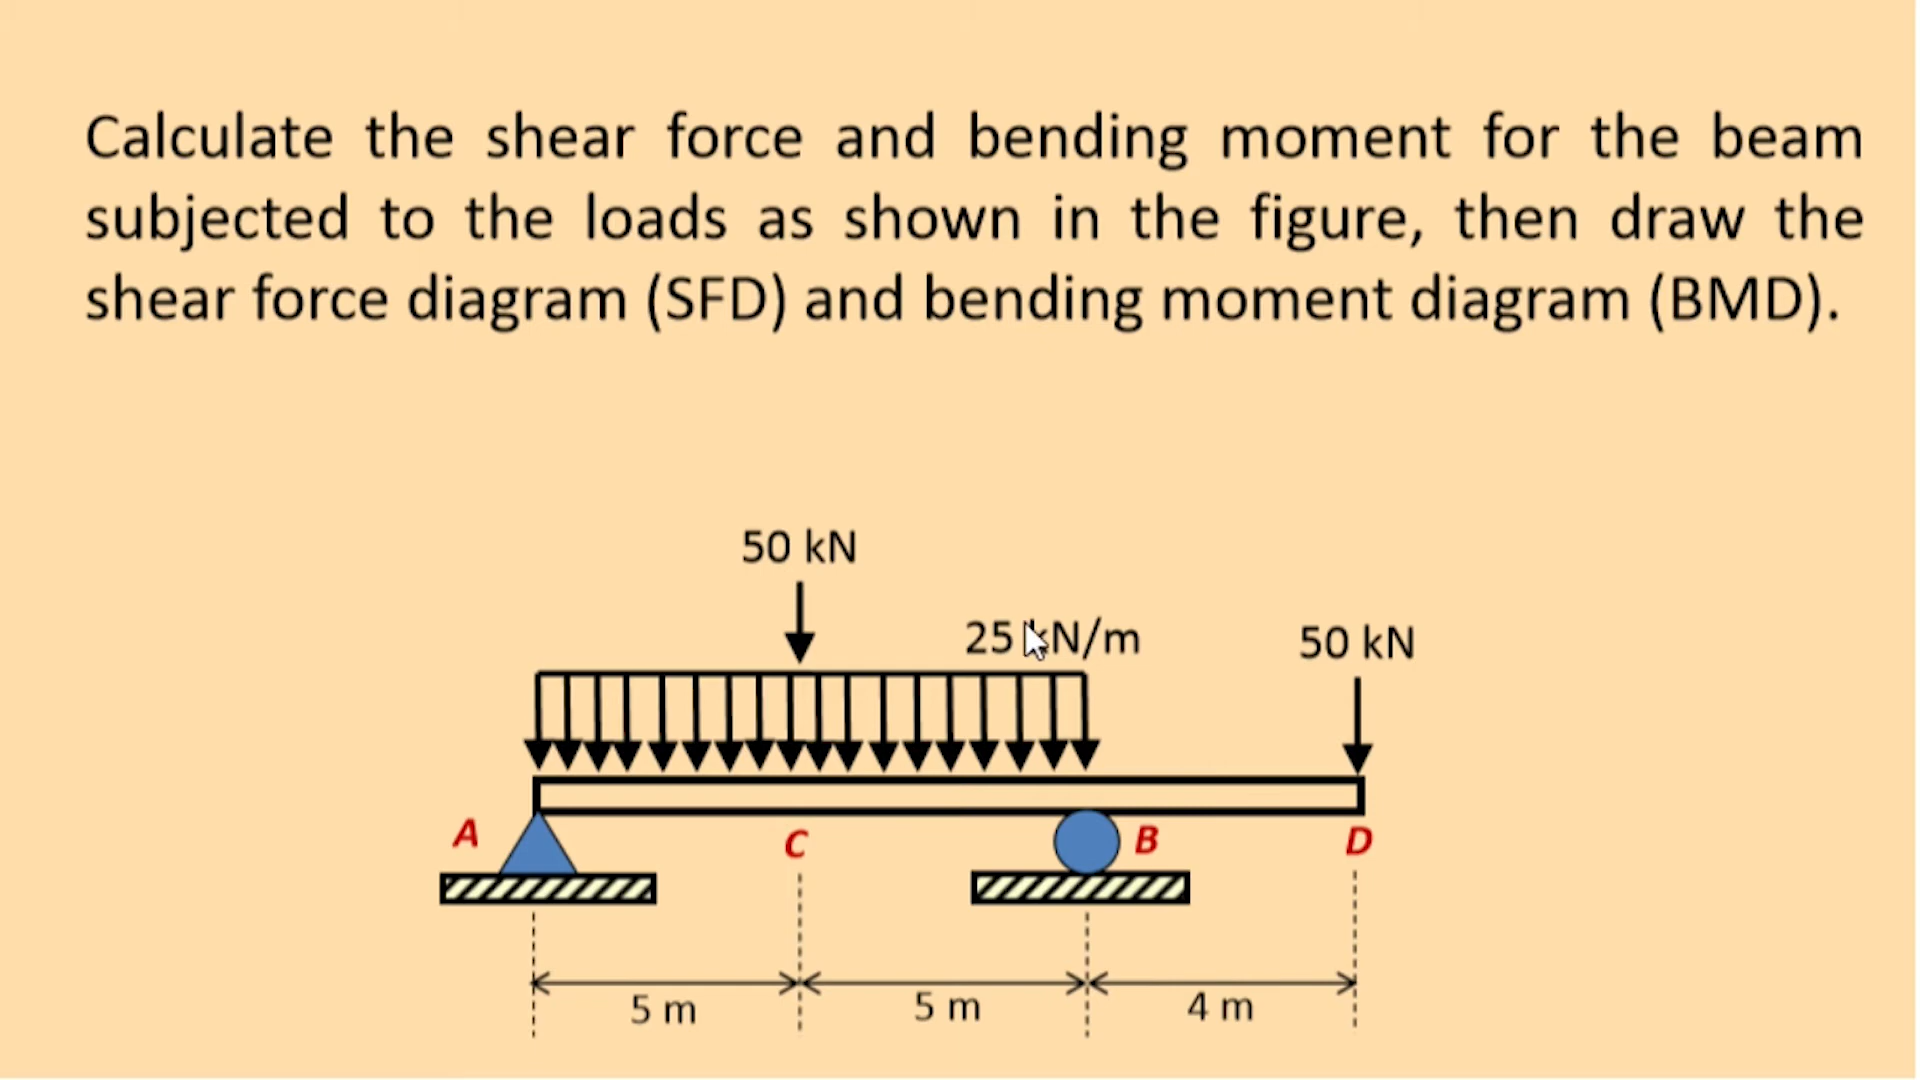 Calculate the shear force and bending moment for the beam
subjected to the loads as shown in the figure, then draw the
shear force diagram (SFD) and bending moment diagram (BMD).
50 kN
25 kN/m
50 kN
A
C
B
D
5 m
5 m
4 m